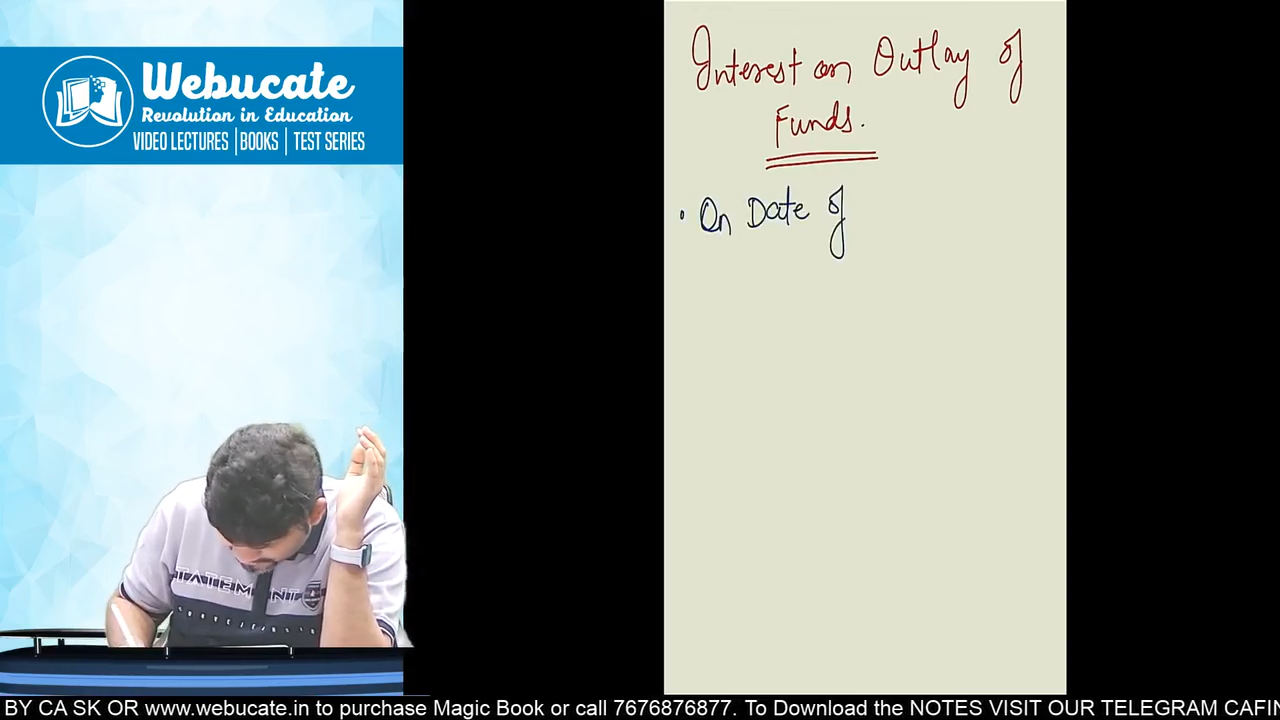 Webucate
Revolution in Education
VIDEO LECTURES | BOOKS | TEST SERIES
Interest on Outlay of
Funds.
• On Date of
TATEMENT
BY CA SK OR www.webucate.in to purchase Magic Book or call 7676876877. To Download the NOTES VISIT OUR TELEGRAM CAFIN